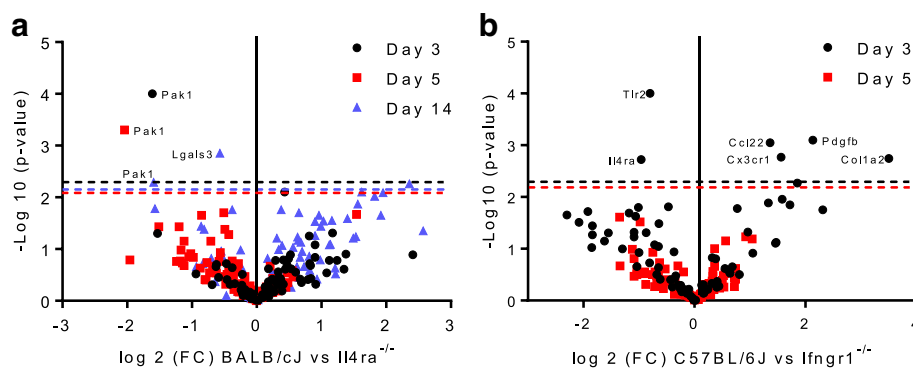 a
5
4
3
2
1
0
-Log 10 (p-value)
Day 3
Day 5
Day 14
Pak1
Pak1
Lgals3
Pak1
-3
-2
-1
0
1
2
3
log 2 (FC) BALB/cJ vs Il4ra-/-
b
5
4
3
2
1
0
-Log10 (p-value)
Day 3
Day 5
Tlr2
Il4ra
Ccl22
Pdgfb
Cx3cr1
Col1a2
-3
-2
0
2
4
log 2 (FC) C57BL/6J vs Ifngr1-/-